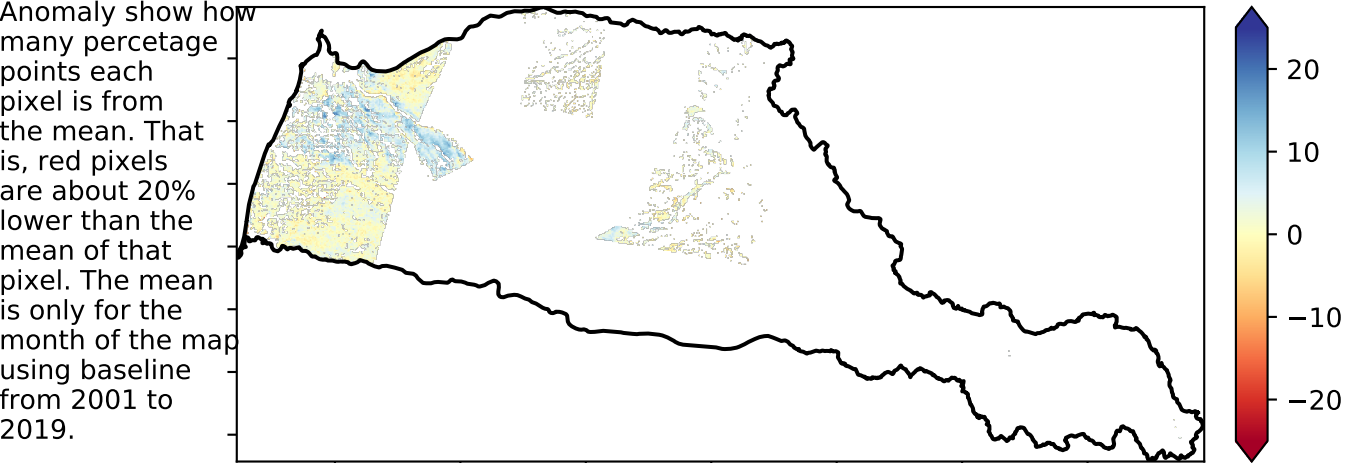 Anomaly show how
many percetage
points each
pixel is from
the mean. That
is, red pixels
are about 20%
lower than the
mean of that
pixel. The mean
is only for the
month of the map
using baseline
from 2001 to
2019.
20
10
0
−10
−20